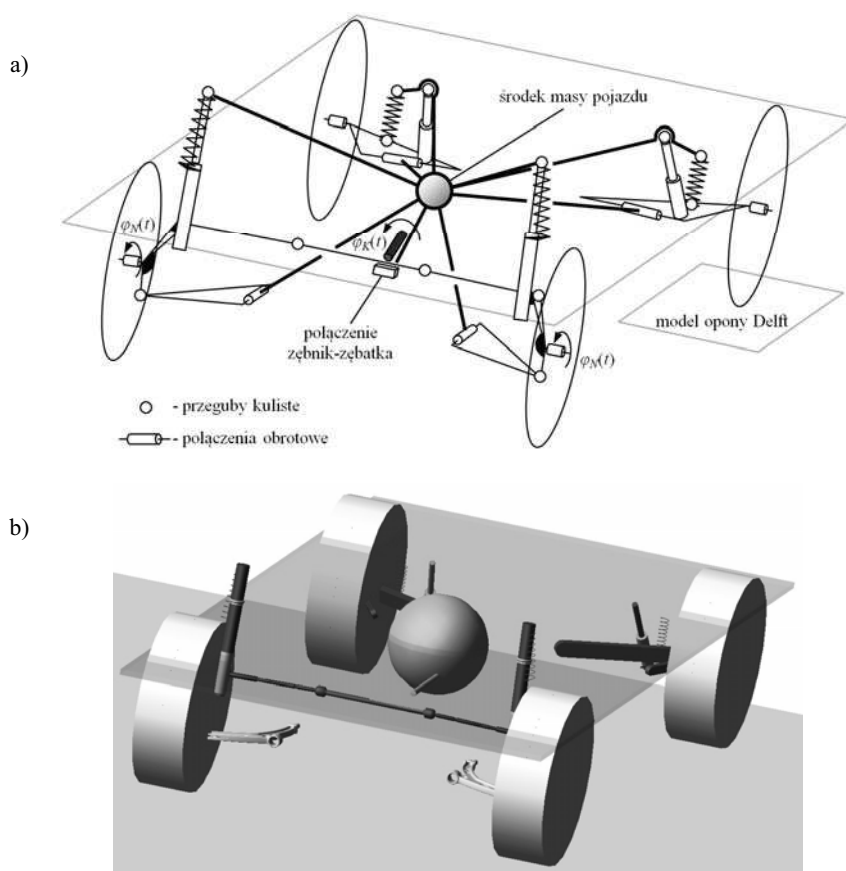 a)
środek masy pojazdu
φN(t)
φK(t)
połączenie
zębnik-zębatka
model opony Delft
φN(t)
- przeguby kuliste
- połączenia obrotowe
b)